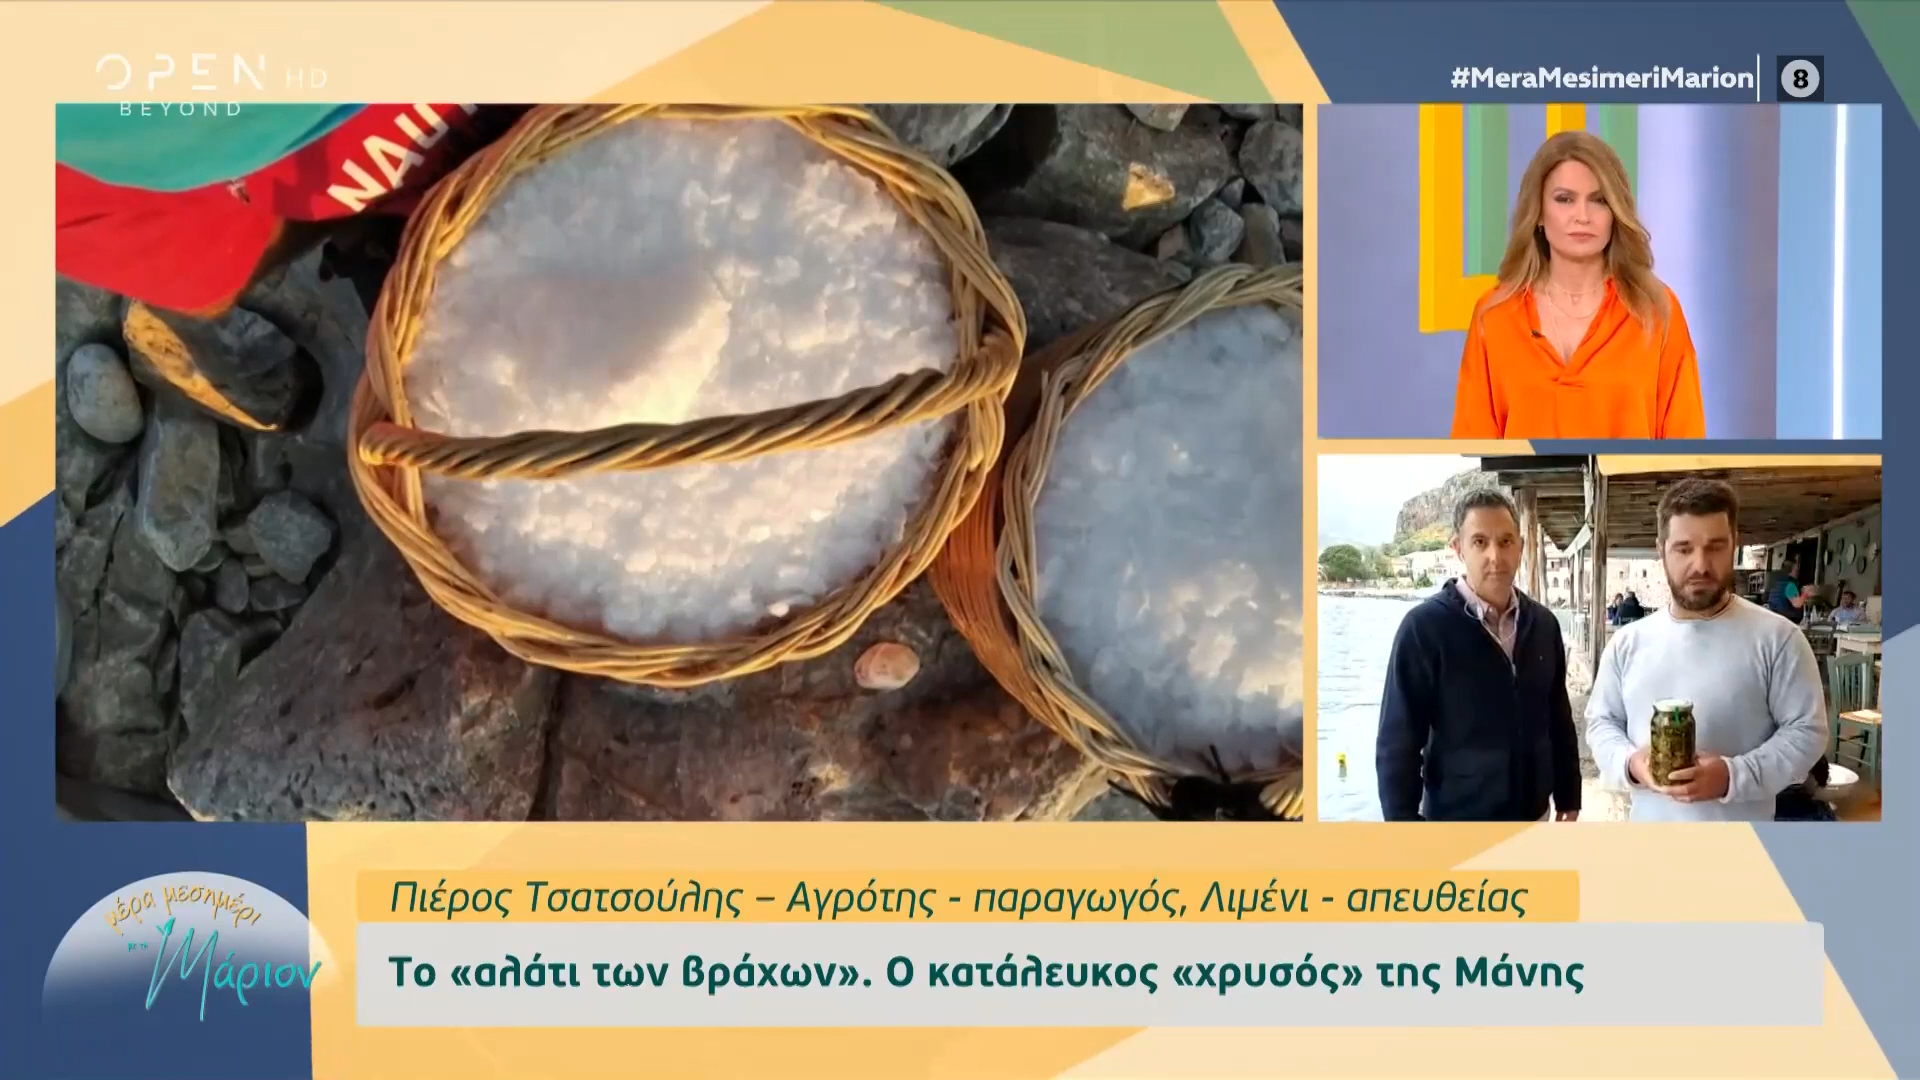 OPEN HD
BEYOND
#MeraMesimeriMarion
8
NAUT
Πιέρος Τσατσούλης – Αγρότης - παραγωγός, Λιμένι - απευθείας
Το «αλάτι των βράχων». Ο κατάλευκος «χρυσός» της Μάνης
μέρα μεσημέρι
με τη
Μάριον